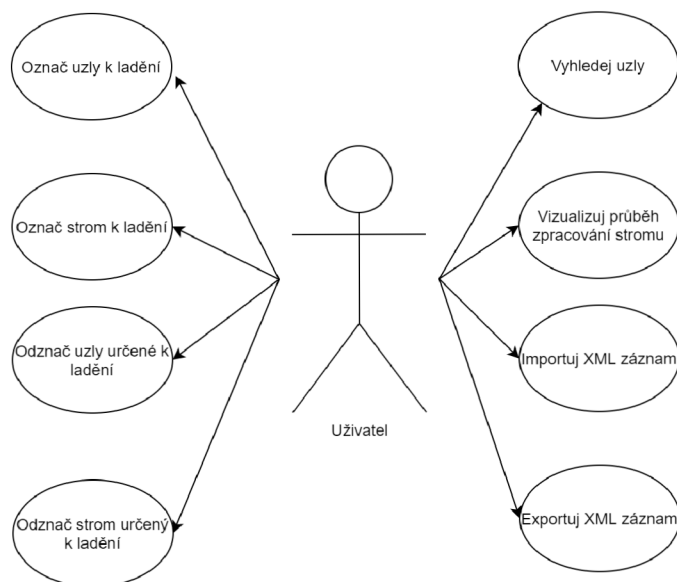 Označ uzly k ladění
Vyhledej uzly
Označ strom k ladění
Vizualizuj průběh
zpracování stromu
Odznač uzly určené k
ladění
Importuj XML záznam
Uživatel
Odznač strom určený
k ladění
Exportuj XML záznam